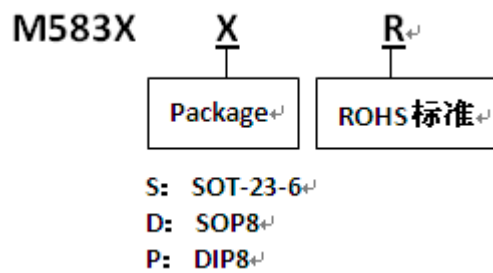 M583X X R
Package ROHS标准
S: SOT-23-6
D: SOP8
P: DIP8